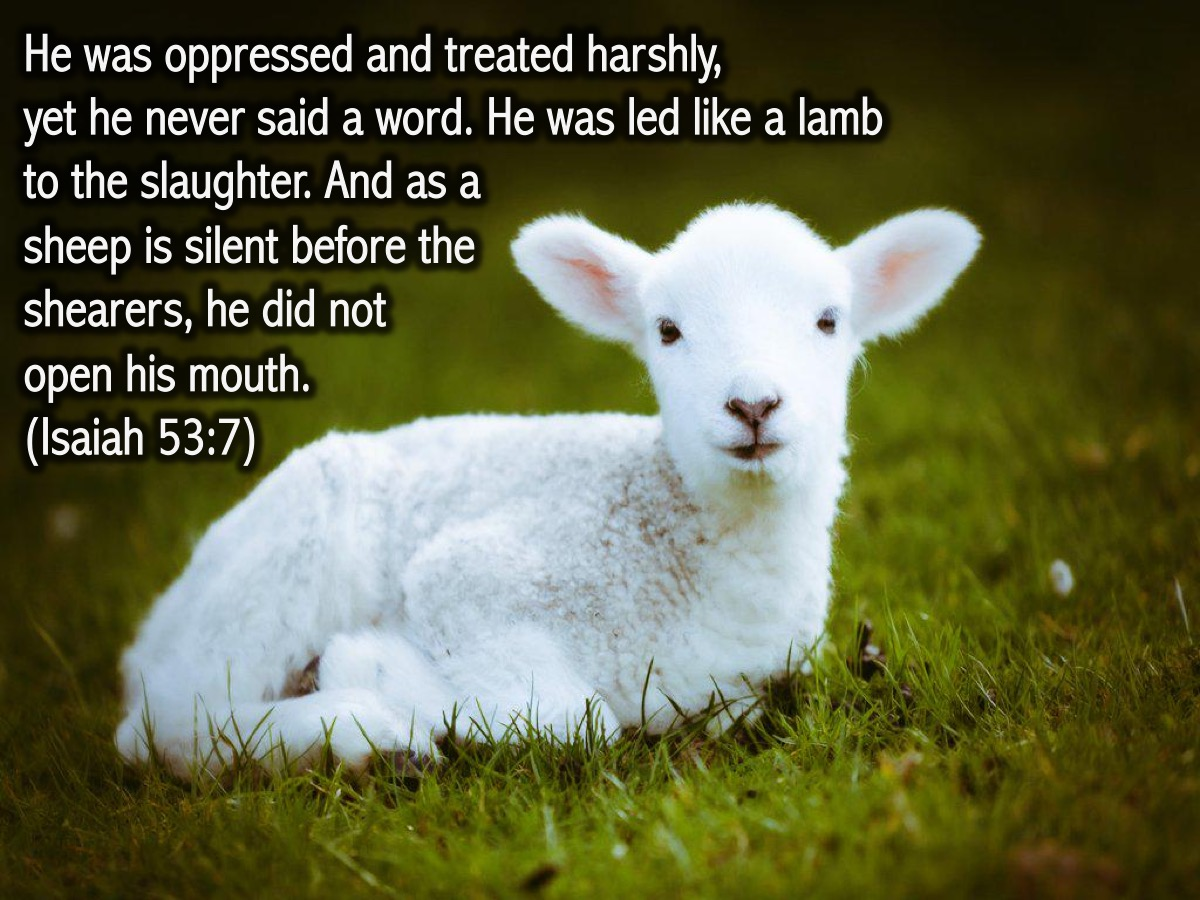 He was oppressed and treated harshly,
yet he never said a word. He was led like a lamb
to the slaughter. And as a
sheep is silent before the
shearers, he did not
open his mouth.
(Isaiah 53:7)